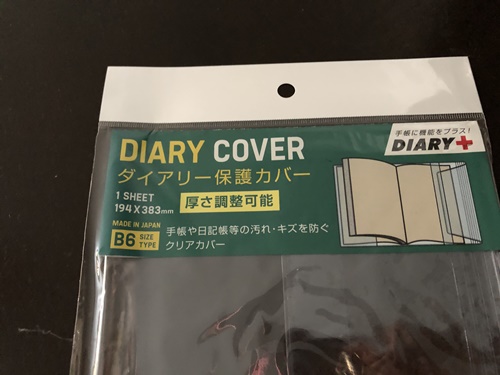 手帳に機能をプラス!
DIARY+
DIARY COVER
ダイアリー保護カバー
1 SHEET
194 X 383mm
厚さ調整可能
MADE IN JAPAN
B6 SIZE TYPE
手帳や日記帳等の汚れ・キズを防ぐ
クリアカバー